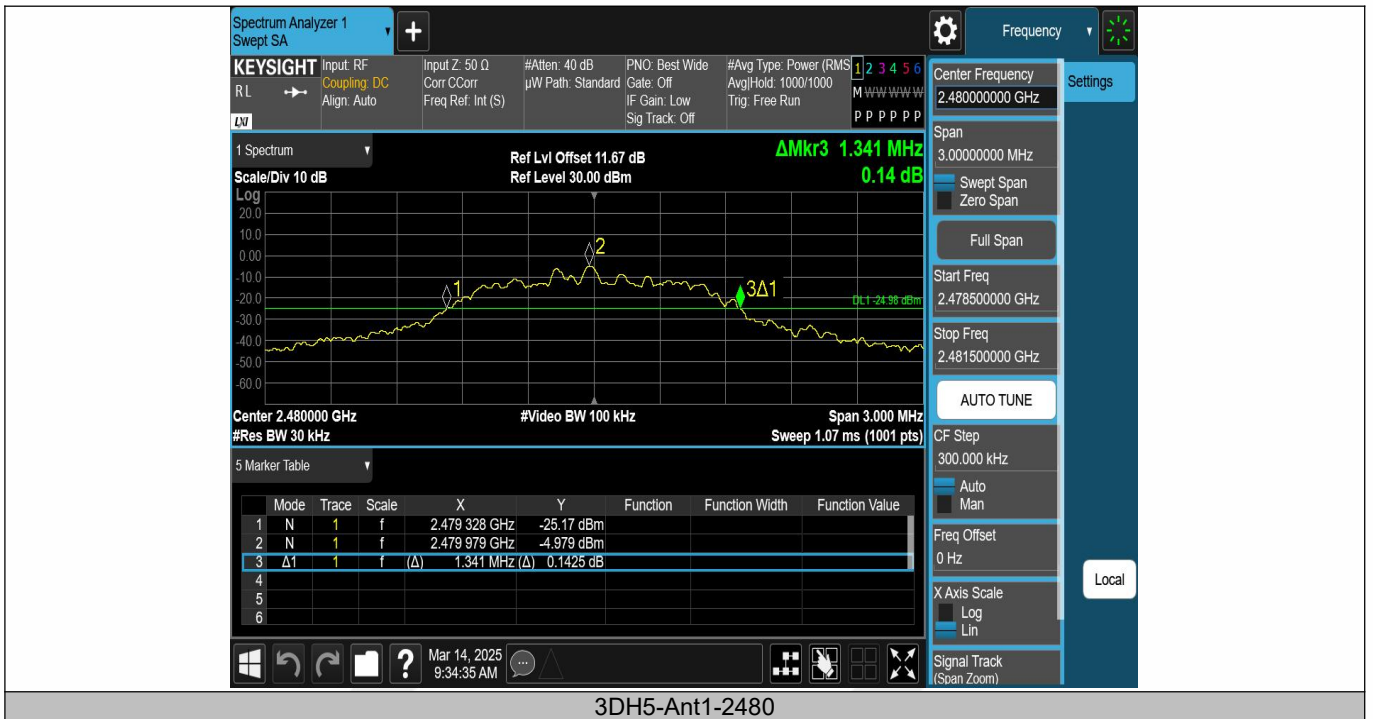 Spectrum Analyzer 1
Swept SA
+
Frequency
KEYSIGHT
RL
LXI
Input: RF
Coupling: DC
Align: Auto
Input Z: 50 Ω
Corr CCorr
Freq Ref: Int (S)
#Atten: 40 dB
µW Path: Standard
PNO: Best Wide
Gate: Off
IF Gain: Low
Sig Track: Off
#Avg Type: Power (RMS
Avg|Hold: 1000/1000
Trig: Free Run
1 2 3 4 5 6
M W W W W W
P P P P P P
1 Spectrum
Scale/Div 10 dB
Ref Lvl Offset 11.67 dB
Ref Level 30.00 dBm
ΔMkr3 1.341 MHz
0.14 dB
Log
20.0
10.0
0.00
-10.0
-20.0
-30.0
-40.0
-50.0
-60.0
1
2
3Δ1
DL1 -24.98 dBm
Center 2.480000 GHz
#Video BW 100 kHz
Span 3.000 MHz
#Res BW 30 kHz
Sweep 1.07 ms (1001 pts)
5 Marker Table
Mode Trace Scale X Y Function Function Width Function Value
1 N 1 f 2.479 328 GHz -25.17 dBm
2 N 1 f 2.479 979 GHz -4.979 dBm
3 Δ1 1 f (Δ) 1.341 MHz (Δ) 0.1425 dB
4
5
6
?
Mar 14, 2025
9:34:35 AM
Center Frequency
2.480000000 GHz
Span
3.00000000 MHz
Swept Span
Zero Span
Full Span
Start Freq
2.478500000 GHz
Stop Freq
2.481500000 GHz
AUTO TUNE
CF Step
300.000 kHz
Auto
Man
Freq Offset
0 Hz
X Axis Scale
Log
Lin
Signal Track
(Span Zoom)
Settings
Local
3DH5-Ant1-2480